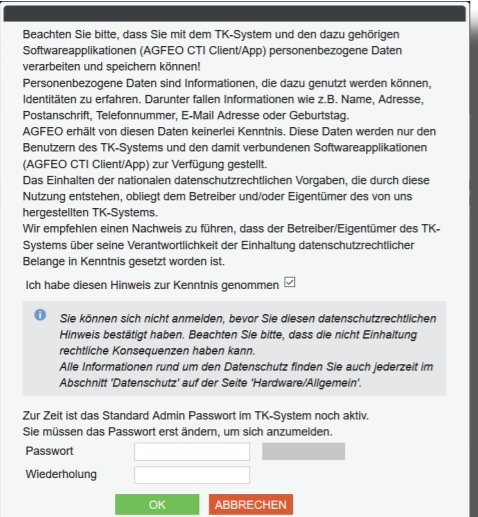 Beachten Sie bitte, dass Sie mit dem TK-System und den dazu gehörigen
Softwareapplikationen (AGFEO CTI Client/App) personenbezogene Daten
verarbeiten und speichern können!
Personenbezogene Daten sind Informationen, die dazu genutzt werden können,
Identitäten zu erfahren. Darunter fallen Informationen wie z.B. Name, Adresse,
Postanschrift, Telefonnummer, E-Mail Adresse oder Geburtstag.
AGFEO erhält von diesen Daten keinerlei Kenntnis. Diese Daten werden nur den
Benutzern des TK-Systems und den damit verbundenen Softwareapplikationen
(AGFEO CTI Client/App) zur Verfügung gestellt.
Das Einhalten der nationalen datenschutzrechtlichen Vorgaben, die durch diese
Nutzung entstehen, obliegt dem Betreiber und/oder Eigentümer des von uns
hergestellten TK-Systems.
Wir empfehlen einen Nachweis zu führen, dass der Betreiber/Eigentümer des TK-
Systems über seine Verantwortlichkeit der Einhaltung datenschutzrechtlicher
Belange in Kenntnis gesetzt worden ist.
Ich habe diesen Hinweis zur Kenntnis genommen
Sie können sich nicht anmelden, bevor Sie diesen datenschutzrechtlichen
Hinweis bestätigt haben. Beachten Sie bitte, dass die nicht Einhaltung
rechtliche Konsequenzen haben kann.
Alle Informationen rund um den Datenschutz finden Sie auch jederzeit im
Abschnitt 'Datenschutz' auf der Seite 'Hardware/Allgemein'.
Zur Zeit ist das Standard Admin Passwort im TK-System noch aktiv.
Sie müssen das Passwort erst ändern, um sich anzumelden.
Passwort
Wiederholung
OK ABBRECHEN